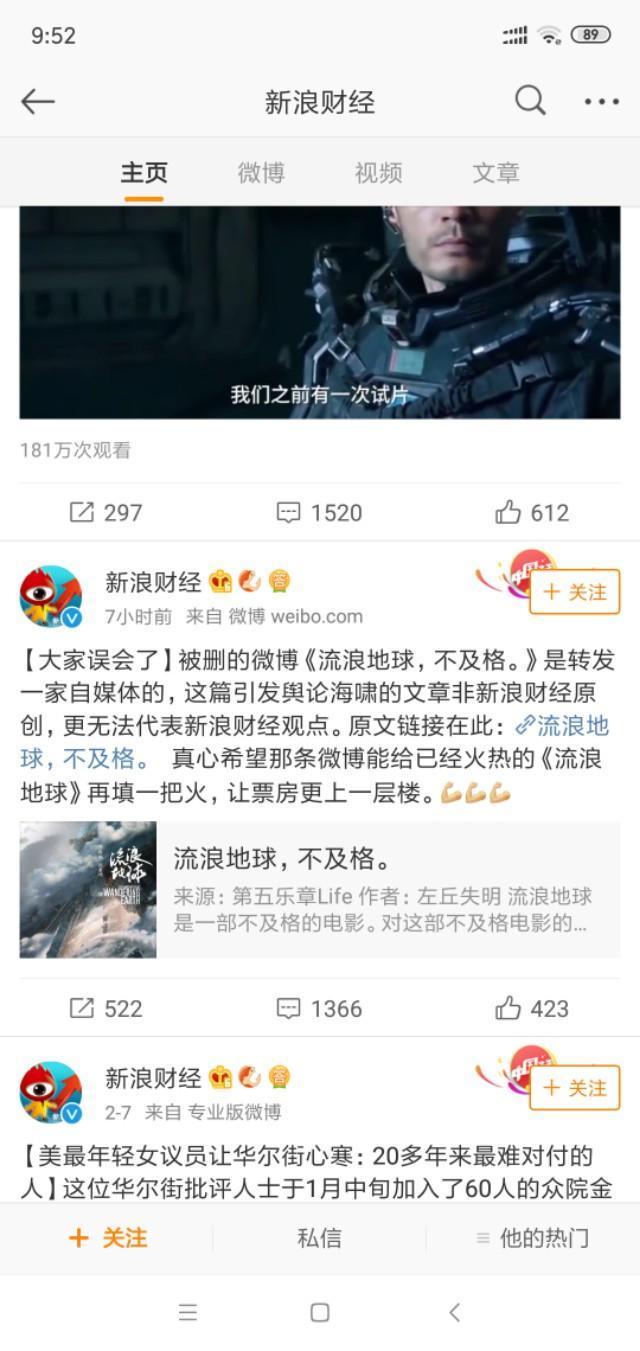 9:52
89
新浪财经
主页 微博 视频 文章
我们之前有一次试片
181万次观看
297 1520 612
新浪财经
+ 关注
7小时前 来自 微博 weibo.com
【大家误会了】被删的微博《流浪地球，不及格。》是转发
一家自媒体的，这篇引发舆论海啸的文章非新浪财经原
创，更无法代表新浪财经观点。原文链接在此：流浪地
球，不及格。 真心希望那条微博能给已经火热的《流浪
地球》再填一把火，让票房更上一层楼。💪💪💪
流浪地球
WANDERING
EARTH
流浪地球，不及格。
来源：第五乐章Life 作者：左丘失明 流浪地球
是一部不及格的电影。对这部不及格电影的...
522 1366 423
新浪财经
+ 关注
2-7 来自 专业版微博
【美最年轻女议员让华尔街心寒：20多年来最难对付的
人】这位华尔街批评人士于1月中旬加入了60人的众院金
+ 关注 私信 他的热门